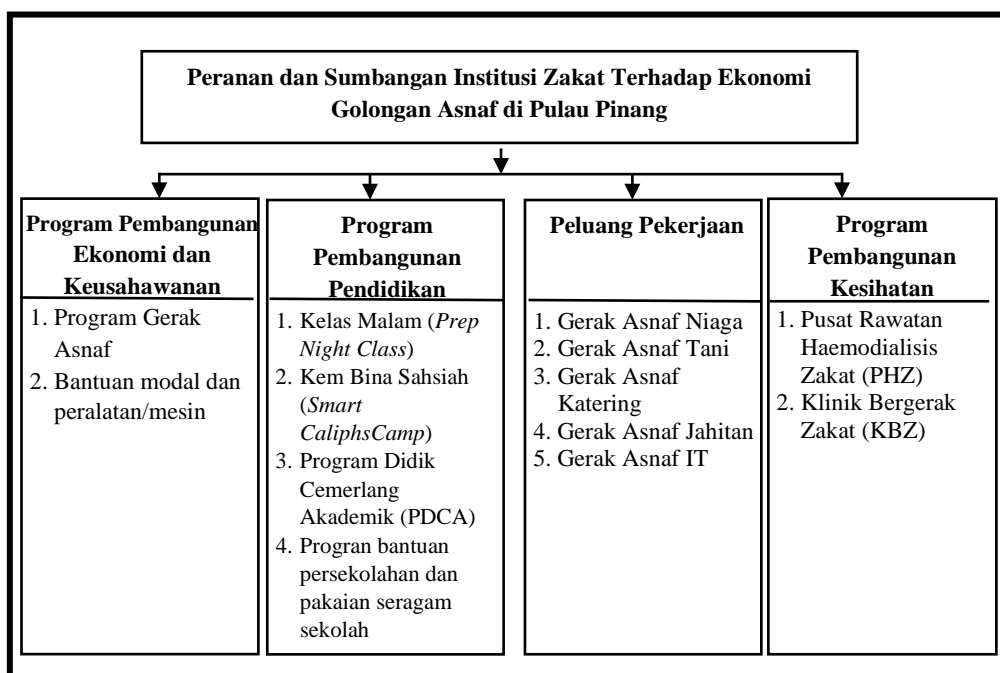 Peranan dan Sumbangan Institusi Zakat Terhadap Ekonomi
Golongan Asnaf di Pulau Pinang
Program Pembangunan
Ekonomi dan
Keusahawanan
1. Program Gerak
Asnaf
2. Bantuan modal dan
peralatan/mesin
Program
Pembangunan
Pendidikan
1. Kelas Malam (Prep
Night Class)
2. Kem Bina Sahsiah
(Smart
CaliphsCamp)
3. Program Didik
Cemerlang
Akademik (PDCA)
4. Progran bantuan
persekolahan dan
pakaian seragam
sekolah
Peluang Pekerjaan
1. Gerak Asnaf Niaga
2. Gerak Asnaf Tani
3. Gerak Asnaf
Katering
4. Gerak Asnaf Jahitan
5. Gerak Asnaf IT
Program
Pembangunan
Kesihatan
1. Pusat Rawatan
Haemodialisis
Zakat (PHZ)
2. Klinik Bergerak
Zakat (KBZ)